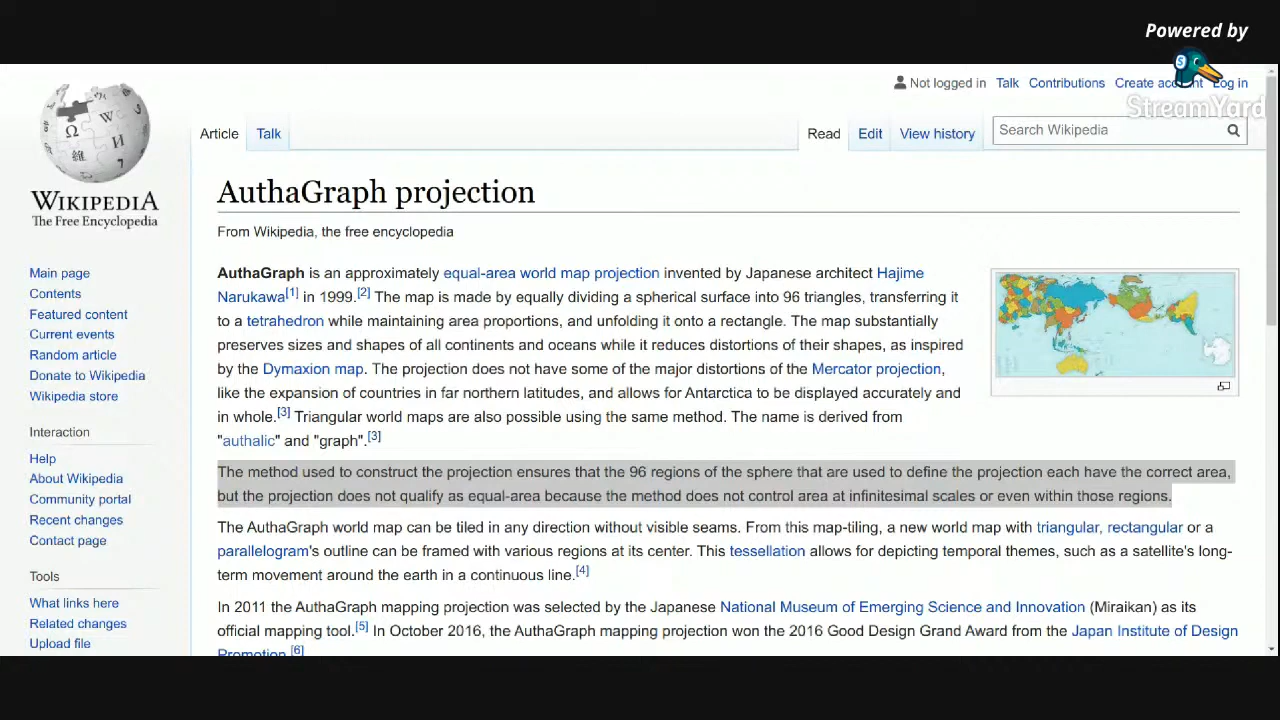 Powered by
StreamYard
Not logged in Talk Contributions Create account Log in
Article Talk Read Edit View history Search Wikipedia
WIKIPEDIA
The Free Encyclopedia
AuthaGraph projection
From Wikipedia, the free encyclopedia
Main page
Contents
Featured content
Current events
Random article
Donate to Wikipedia
Wikipedia store
Interaction
Help
About Wikipedia
Community portal
Recent changes
Contact page
Tools
What links here
Related changes
Upload file
AuthaGraph is an approximately equal-area world map projection invented by Japanese architect Hajime
Narukawa[1] in 1999.[2] The map is made by equally dividing a spherical surface into 96 triangles, transferring it
to a tetrahedron while maintaining area proportions, and unfolding it onto a rectangle. The map substantially
preserves sizes and shapes of all continents and oceans while it reduces distortions of their shapes, as inspired
by the Dymaxion map. The projection does not have some of the major distortions of the Mercator projection,
like the expansion of countries in far northern latitudes, and allows for Antarctica to be displayed accurately and
in whole.[3] Triangular world maps are also possible using the same method. The name is derived from
"authalic" and "graph".[3]
The method used to construct the projection ensures that the 96 regions of the sphere that are used to define the projection each have the correct area,
but the projection does not qualify as equal-area because the method does not control area at infinitesimal scales or even within those regions.
The AuthaGraph world map can be tiled in any direction without visible seams. From this map-tiling, a new world map with triangular, rectangular or a
parallelogram's outline can be framed with various regions at its center. This tessellation allows for depicting temporal themes, such as a satellite's long-
term movement around the earth in a continuous line.[4]
In 2011 the AuthaGraph mapping projection was selected by the Japanese National Museum of Emerging Science and Innovation (Miraikan) as its
official mapping tool.[5] In October 2016, the AuthaGraph mapping projection won the 2016 Good Design Grand Award from the Japan Institute of Design
Promotion.[6]